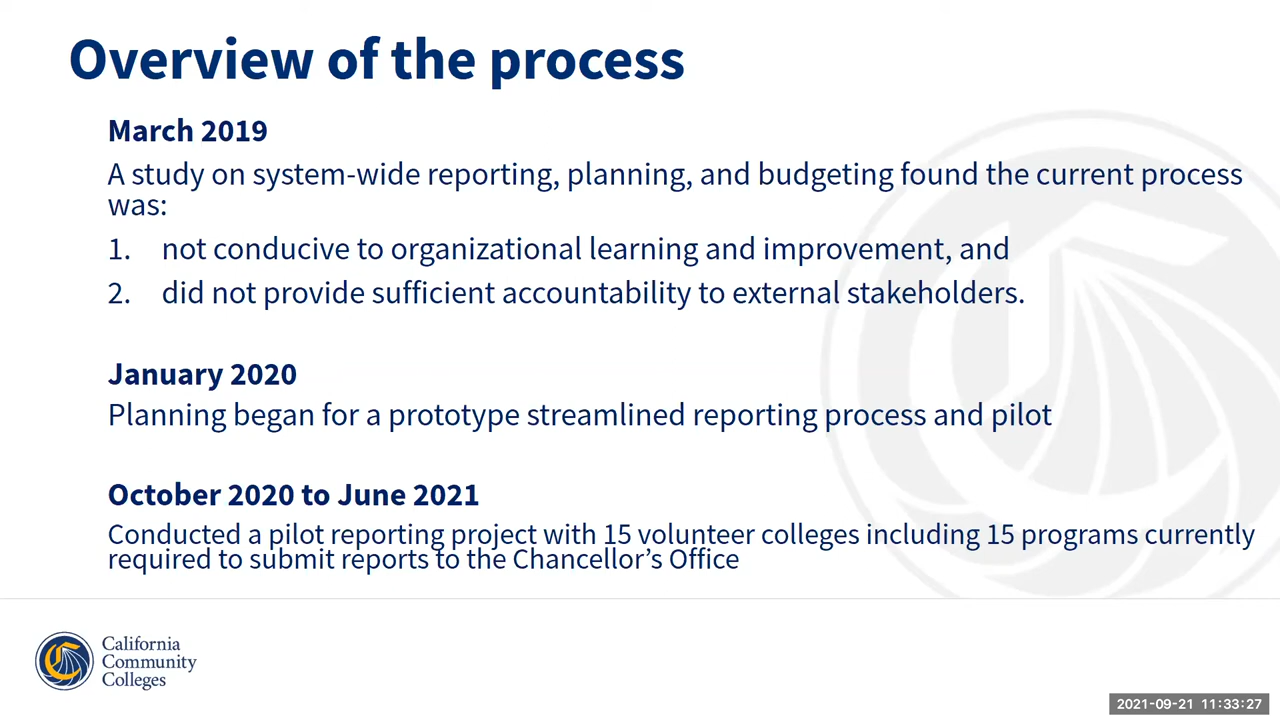 Overview of the process
March 2019
A study on system-wide reporting, planning, and budgeting found the current process
was:
1. not conducive to organizational learning and improvement, and
2. did not provide sufficient accountability to external stakeholders.
January 2020
Planning began for a prototype streamlined reporting process and pilot
October 2020 to June 2021
Conducted a pilot reporting project with 15 volunteer colleges including 15 programs currently
required to submit reports to the Chancellor’s Office
California
Community
Colleges
2021-09-21 11:33:27